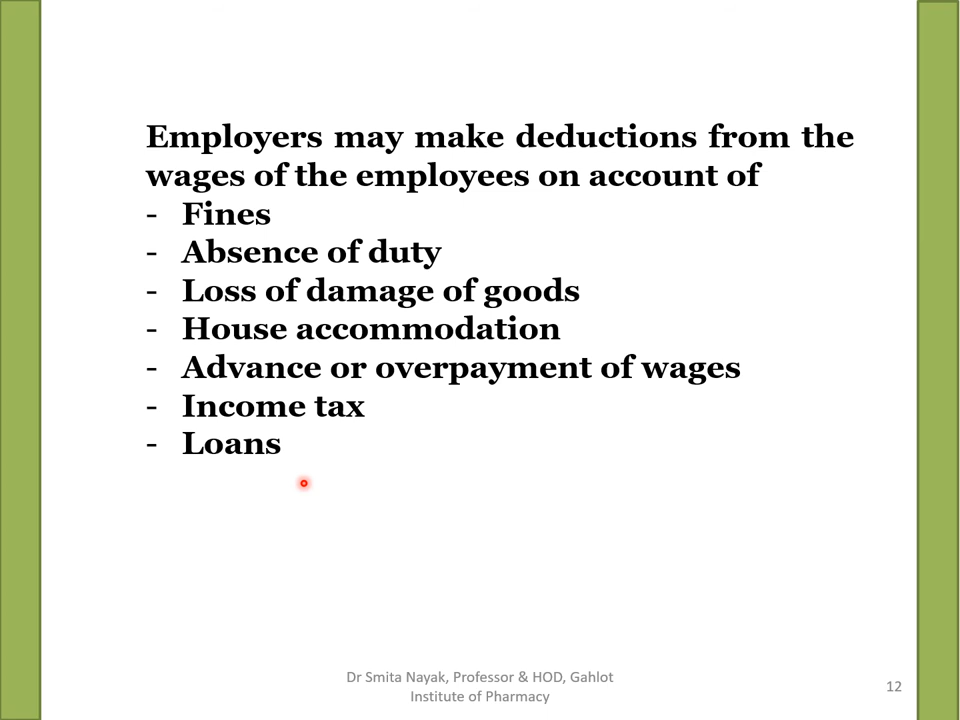 Employers may make deductions from the
wages of the employees on account of
- Fines
- Absence of duty
- Loss of damage of goods
- House accommodation
- Advance or overpayment of wages
- Income tax
- Loans
Dr Smita Nayak, Professor & HOD, Gahlot
Institute of Pharmacy
12